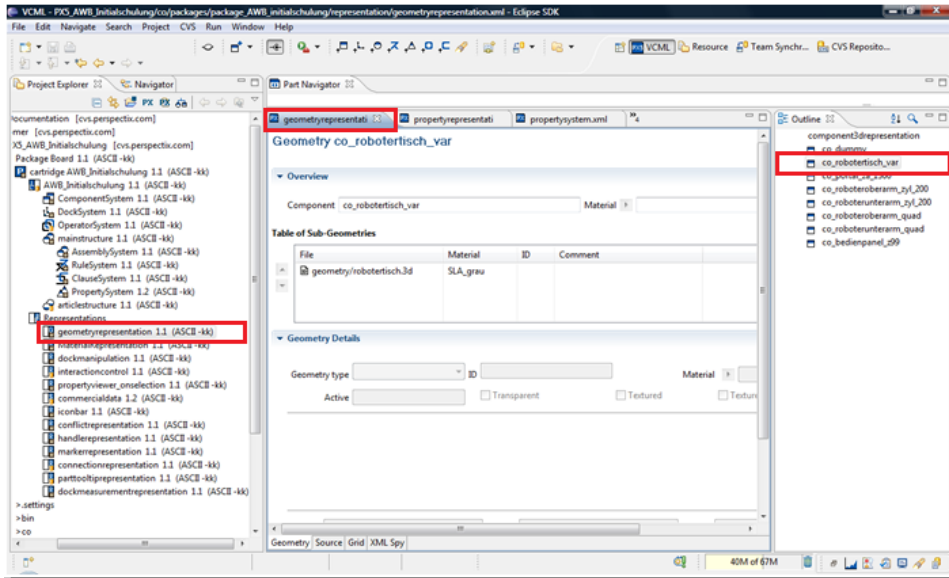 VCML - PX5_AWB_Initialschulung/co/packages/package_AWB_initialschulung/representation/geometryrepresentation.xml - Eclipse SDK
File Edit Navigate Search Project CVS Run Window Help
VCML Resource Team Synchr... CVS Reposito...
Project Explorer Navigator
ocumentation [cvs.perspectix.com]
mer [cvs.perspectix.com]
X5_AWB_Initialschulung [cvs.perspectix.com]
Package Board 1.1 (ASCII -kk)
cartridge AWB_Initialschulung 1.1 (ASCII -kk)
AWB_Initialschulung 1.1 (ASCII -kk)
ComponentSystem 1.1 (ASCII -kk)
DockSystem 1.1 (ASCII -kk)
OperatorSystem 1.1 (ASCII -kk)
mainstructure 1.1 (ASCII -kk)
AssemblySystem 1.1 (ASCII -kk)
RuleSystem 1.1 (ASCII -kk)
ClauseSystem 1.1 (ASCII -kk)
PropertySystem 1.2 (ASCII -kk)
articlestructure 1.1 (ASCII -kk)
Representations
geometryrepresentation 1.1 (ASCII -kk)
MaterialRepresentation 1.1 (ASCII -kk)
dockmanipulation 1.1 (ASCII -kk)
interactioncontrol 1.1 (ASCII -kk)
propertyviewer_onselection 1.1 (ASCII -kk)
commercialdata 1.2 (ASCII -kk)
iconbar 1.1 (ASCII -kk)
conflictrepresentation 1.1 (ASCII -kk)
handlerepresentation 1.1 (ASCII -kk)
markerrepresentation 1.1 (ASCII -kk)
connectionrepresentation 1.1 (ASCII -kk)
parttooltiprepresentation 1.1 (ASCII -kk)
dockmeasurementrepresentation 1.1 (ASCII -kk)
>.settings
>bin
>co
Part Navigator
geometryrepresentati propertyrepresentati propertysystem.xml »4
Geometry co_robotertisch_var
Overview
Component co_robotertisch_var Material
Table of Sub-Geometries
File Material ID Comment
geometry/robotertisch.3d SLA_grau
Geometry Details
Geometry type ID Material
Active Transparent Textured Texture
Geometry Source Grid XML Spy
Outline
component3drepresentation
co_dummy
co_robotertisch_var
co_portal_za_2500
co_roboteroberarm_zyl_200
co_roboterunterarm_zyl_200
co_roboteroberarm_quad
co_roboterunterarm_quad
co_bedienpanel_z99
40M of 67M